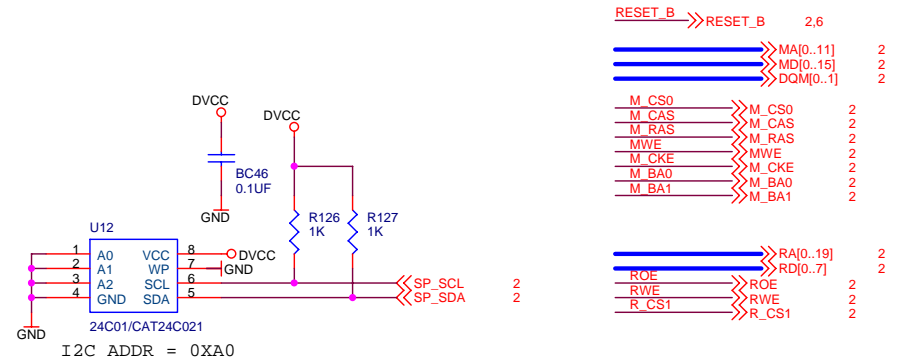 RESET_B
RESET_B 2,6
MA[0..11] 2
MD[0..15] 2
DQM[0..1] 2
M_CS0
M_CS0 2
M_CAS
M_CAS 2
M_RAS
M_RAS 2
MWE
MWE 2
M_CKE
M_CKE 2
M_BA0
M_BA0 2
M_BA1
M_BA1 2
RA[0..19] 2
RD[0..7] 2
ROE
ROE 2
RWE
RWE 2
R_CS1
R_CS1 2
DVCC
DVCC
BC46
0.1UF
GND
R126
1K
R127
1K
U12
1 A0 VCC 8 DVCC
2 A1 WP 7 GND
3 A2 SCL 6 SP_SCL 2
4 GND SDA 5 SP_SDA 2
24C01/CAT24C021
GND
I2C ADDR = 0XA0